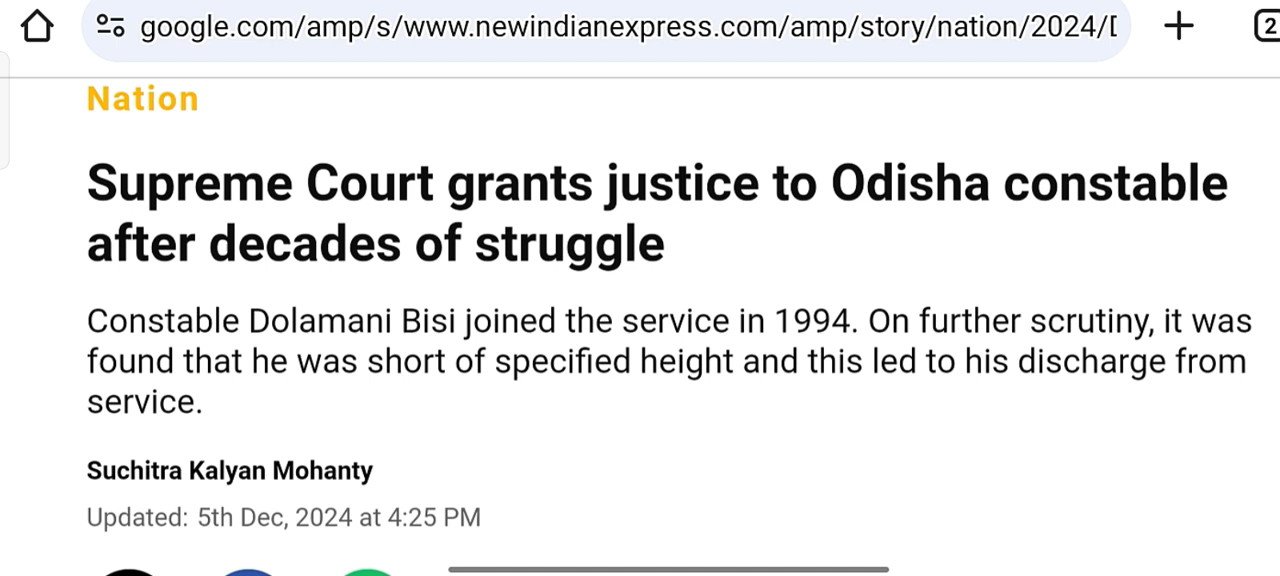 google.com/amp/s/www.newindianexpress.com/amp/story/nation/2024/
2
Nation
Supreme Court grants justice to Odisha constable
after decades of struggle
Constable Dolamani Bisi joined the service in 1994. On further scrutiny, it was
found that he was short of specified height and this led to his discharge from
service.
Suchitra Kalyan Mohanty
Updated: 5th Dec, 2024 at 4:25 PM